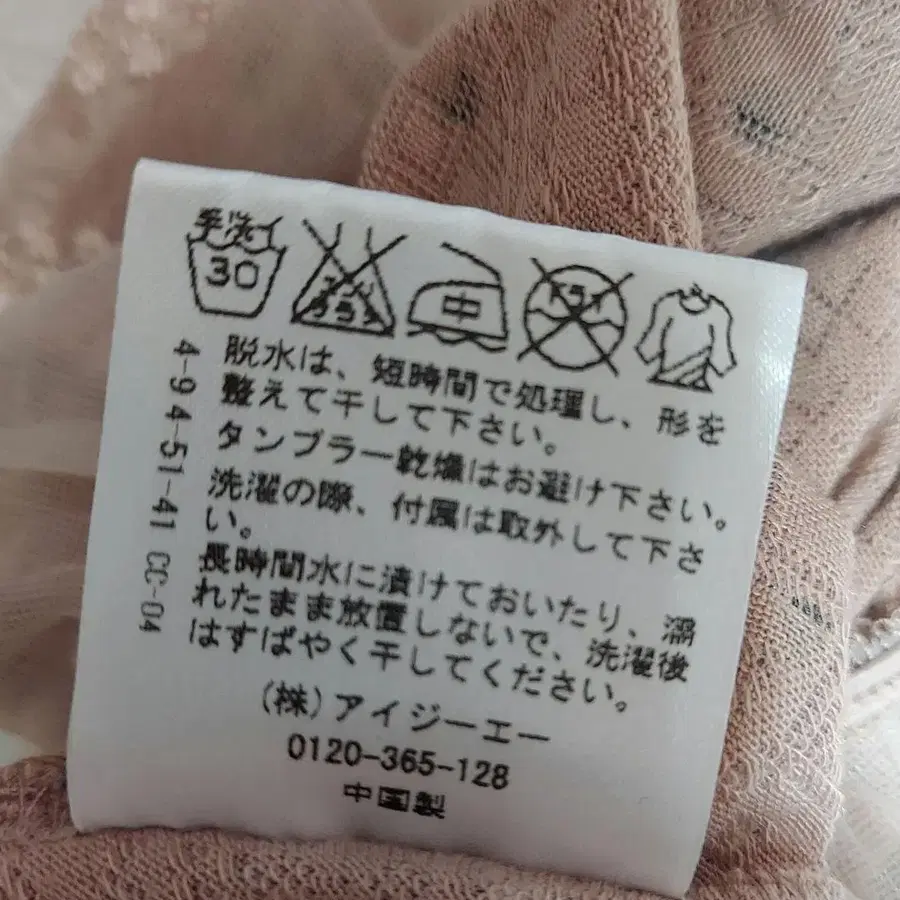 手洗イ
30
エンソサラシ
中
ドライ
脱水は、短時間で処理し、形を
整えて干して下さい。
タンブラー乾燥はお避け下さい。
洗濯の際、付属は取外して下さ
い。
長時間水に漬けておいたり、濡
れたまま放置しないで、洗濯後
はすばやく干してください。
(株)アイジーエー
0120-365-128
中国製
4-94-51-41 CC-04